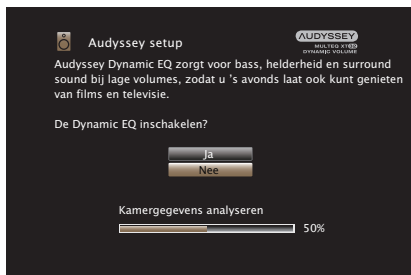 Audyssey setup
AUDYSSEY
MULTEQ XT32
DYNAMIC VOLUME
Audyssey Dynamic EQ zorgt voor bass, helderheid en surround
sound bij lage volumes, zodat u 's avonds laat ook kunt genieten
van films en televisie.
De Dynamic EQ inschakelen?
Ja
Nee
Kamergegevens analyseren
50%